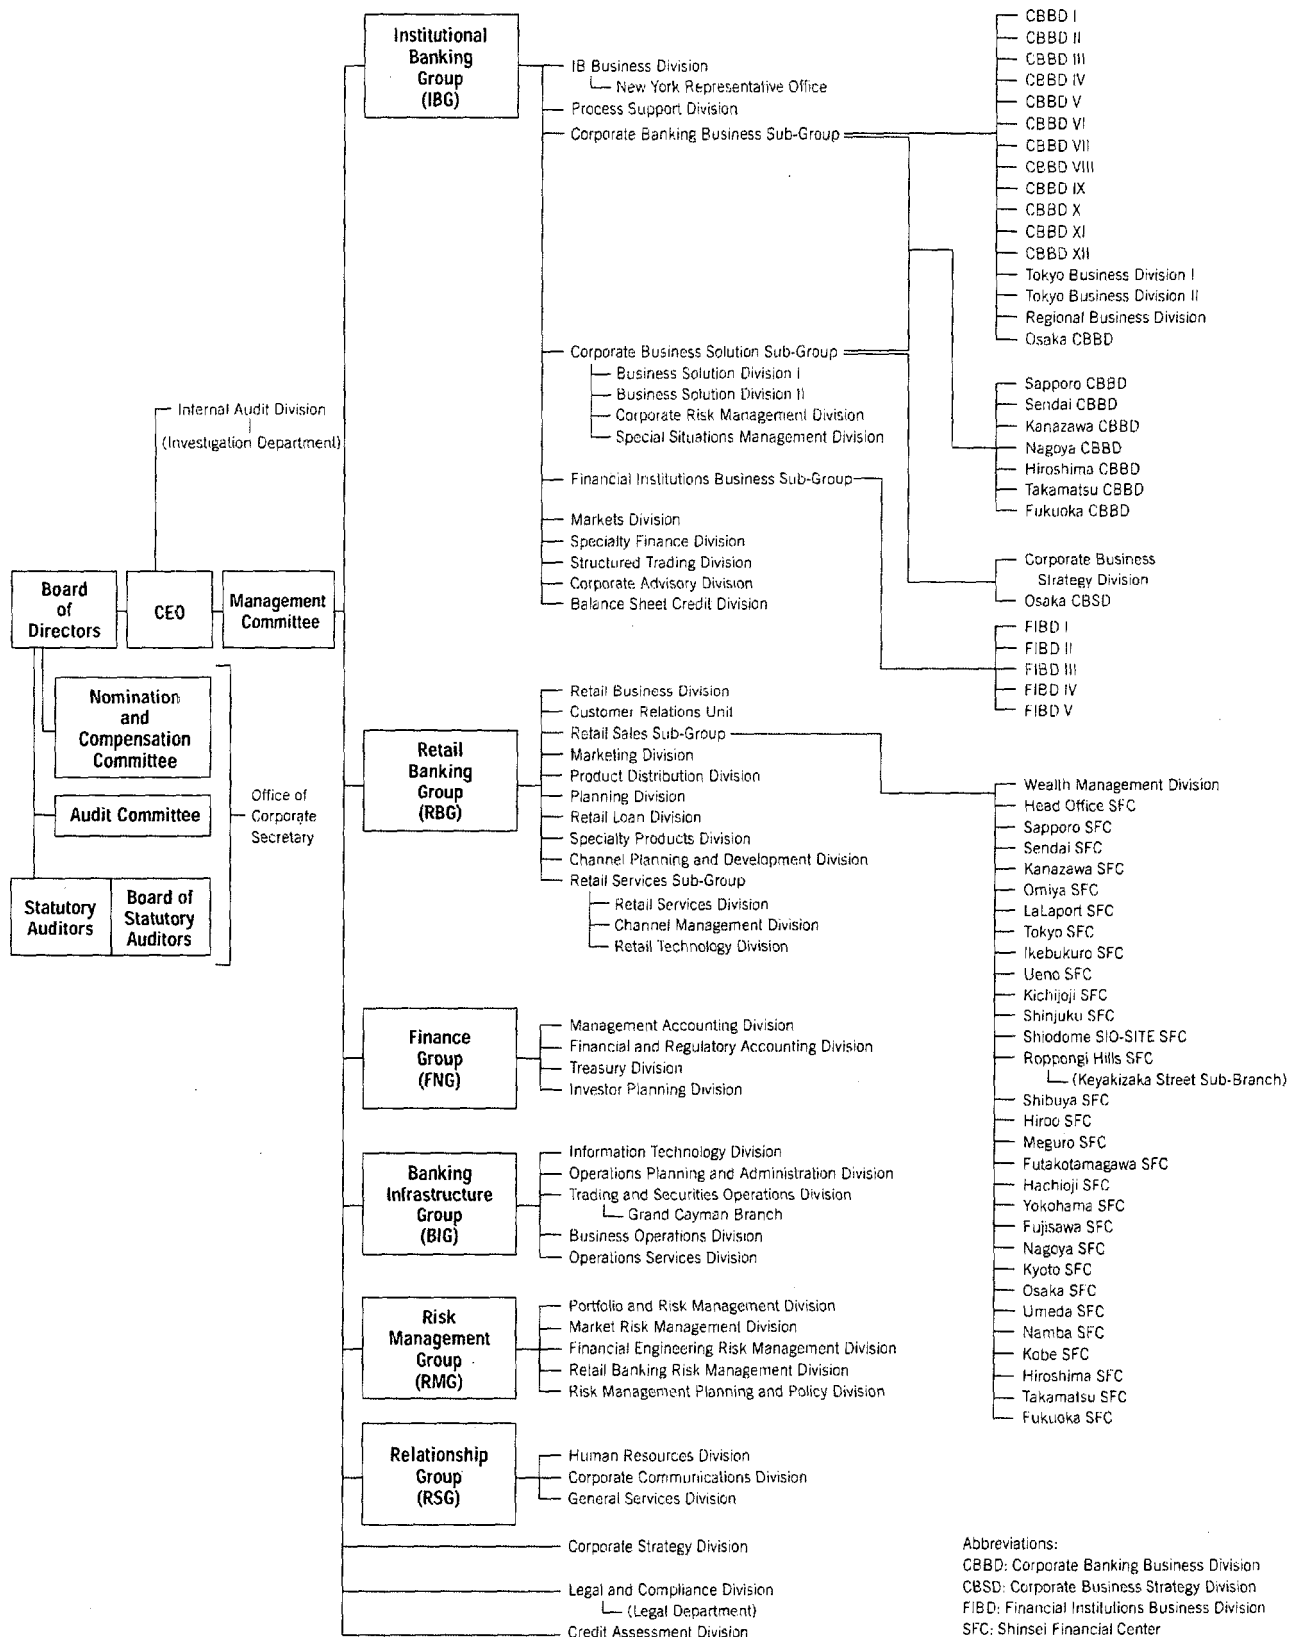 Board
of
Directors
CEO
Management
Committee
Internal Audit Division
(Investigation Department)
Nomination
and
Compensation
Committee
Audit Committee
Statutory
Auditors
Board of
Statutory
Auditors
Office of
Corporate
Secretary
Institutional
Banking
Group
(IBG)
IB Business Division
New York Representative Office
Process Support Division
Corporate Banking Business Sub-Group
Corporate Business Solution Sub-Group
Business Solution Division I
Business Solution Division II
Corporate Risk Management Division
Special Situations Management Division
Financial Institutions Business Sub-Group
Markets Division
Specialty Finance Division
Structured Trading Division
Corporate Advisory Division
Balance Sheet Credit Division
CBBD I
CBBD II
CBBD III
CBBD IV
CBBD V
CBBD VI
CBBD VII
CBBD VIII
CBBD IX
CBBD X
CBBD XI
CBBD XII
Tokyo Business Division I
Tokyo Business Division II
Regional Business Division
Osaka CBBD
Sapporo CBBD
Sendai CBBD
Kanazawa CBBD
Nagoya CBBD
Hiroshima CBBD
Takamatsu CBBD
Fukuoka CBBD
Corporate Business
Strategy Division
Osaka CBSD
FIBD I
FIBD II
FIBD III
FIBD IV
FIBD V
Retail
Banking
Group
(RBG)
Retail Business Division
Customer Relations Unit
Retail Sales Sub-Group
Marketing Division
Product Distribution Division
Planning Division
Retail Loan Division
Specialty Products Division
Channel Planning and Development Division
Retail Services Sub-Group
Retail Services Division
Channel Management Division
Retail Technology Division
Wealth Management Division
Head Office SFC
Sapporo SFC
Sendai SFC
Kanazawa SFC
Omiya SFC
LaLaport SFC
Tokyo SFC
Ikebukuro SFC
Ueno SFC
Kichijoji SFC
Shinjuku SFC
Shiodome SIO-SITE SFC
Roppongi Hills SFC
(Keyakizaka Street Sub-Branch)
Shibuya SFC
Hiroo SFC
Meguro SFC
Futakotamagawa SFC
Hachioji SFC
Yokohama SFC
Fujisawa SFC
Nagoya SFC
Kyoto SFC
Osaka SFC
Umeda SFC
Namba SFC
Kobe SFC
Hiroshima SFC
Takamatsu SFC
Fukuoka SFC
Finance
Group
(FNG)
Management Accounting Division
Financial and Regulatory Accounting Division
Treasury Division
Investor Planning Division
Banking
Infrastructure
Group
(BIG)
Information Technology Division
Operations Planning and Administration Division
Trading and Securities Operations Division
Grand Cayman Branch
Business Operations Division
Operations Services Division
Risk
Management
Group
(RMG)
Portfolio and Risk Management Division
Market Risk Management Division
Financial Engineering Risk Management Division
Retail Banking Risk Management Division
Risk Management Planning and Policy Division
Relationship
Group
(RSG)
Human Resources Division
Corporate Communications Division
General Services Division
Corporate Strategy Division
Legal and Compliance Division
(Legal Department)
Credit Assessment Division
Abbreviations:
CBBD: Corporate Banking Business Division
CBSD: Corporate Business Strategy Division
FIBD: Financial Institutions Business Division
SFC: Shinsei Financial Center